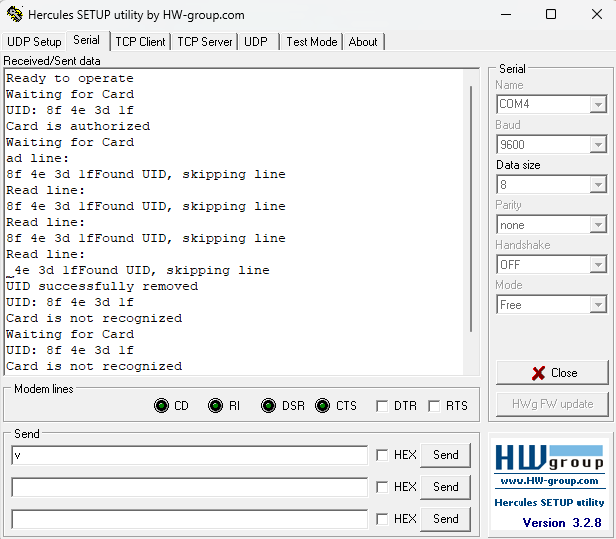 Hercules SETUP utility by HW-group.com
UDP Setup Serial TCP Client TCP Server UDP Test Mode About
Received/Sent data
Ready to operate
Waiting for Card
UID: 8f 4e 3d 1f
Card is authorized
Waiting for Card
ad line:
8f 4e 3d 1fFound UID, skipping line
Read line:
8f 4e 3d 1fFound UID, skipping line
Read line:
8f 4e 3d 1fFound UID, skipping line
Read line:
_4e 3d 1fFound UID, skipping line
UID successfully removed
UID: 8f 4e 3d 1f
Card is not recognized
Waiting for Card
UID: 8f 4e 3d 1f
Card is not recognized
Serial
Name
COM4
Baud
9600
Data size
8
Parity
none
Handshake
OFF
Mode
Free
Close
HWg FW update
Modem lines
CD RI DSR CTS DTR RTS
Send
v HEX Send
HEX Send
HEX Send
HW group
www.HW-group.com
Hercules SETUP utility
Version 3.2.8